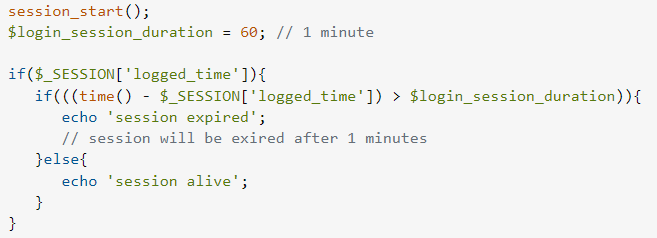 session_start();
$login_session_duration = 60; // 1 minute
if($_SESSION['logged_time']){
if(((time() - $_SESSION['logged_time']) > $login_session_duration)){
echo 'session expired';
// session will be exired after 1 minutes
}else{
echo 'session alive';
}
}